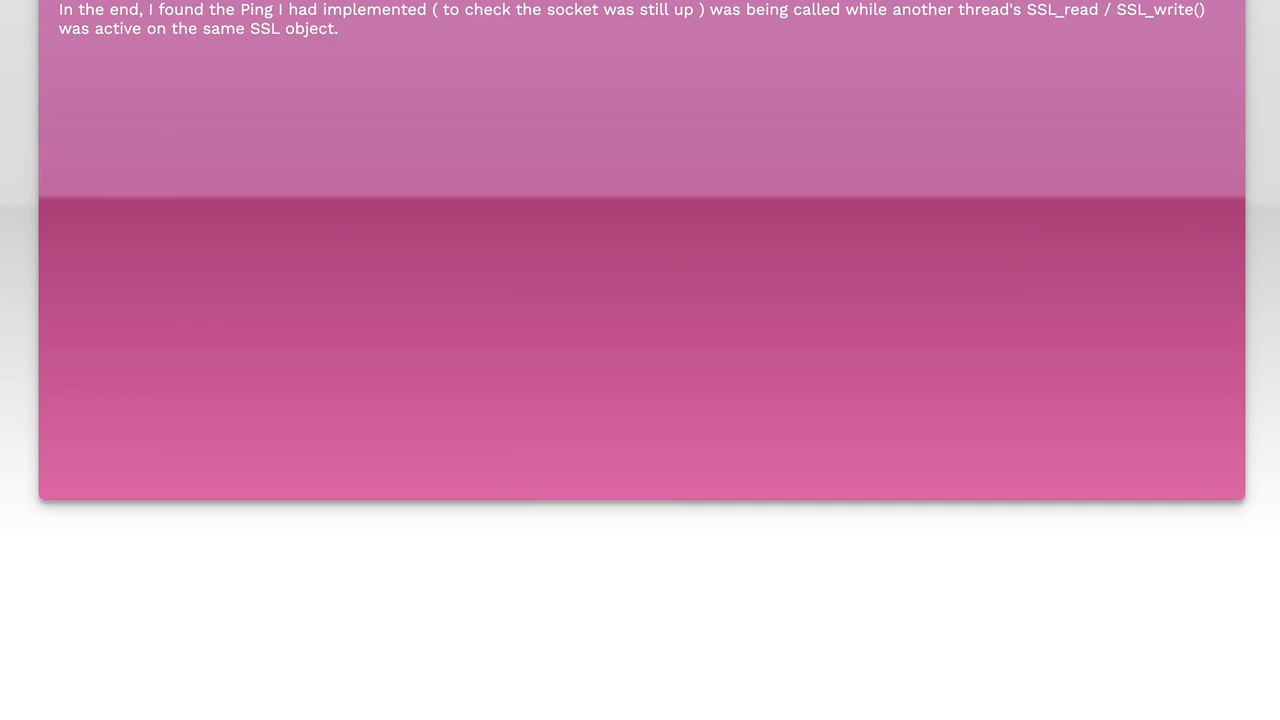 In the end, I found the Ping I had implemented ( to check the socket was still up ) was being called while another thread's SSL_read / SSL_write()
was active on the same SSL object.